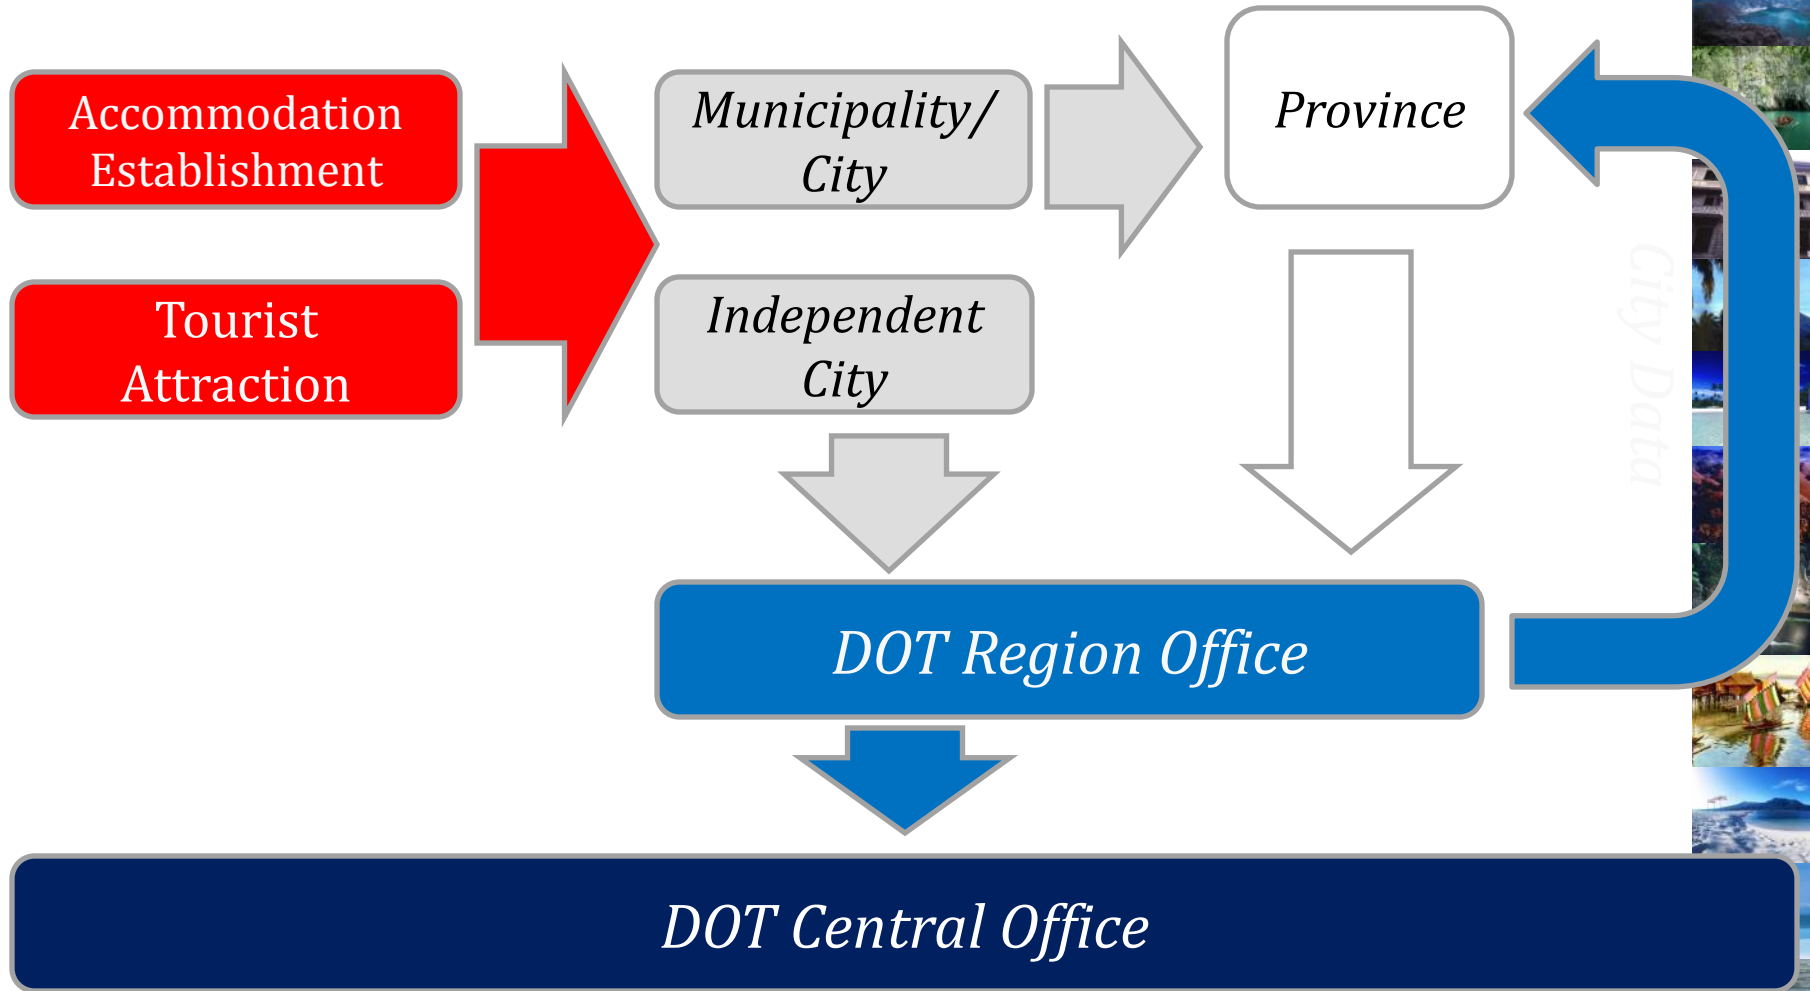 Accommodation
Establishment
Municipality/
City
Province
Tourist
Attraction
Independent
City
City Data
DOT Region Office
DOT Central Office